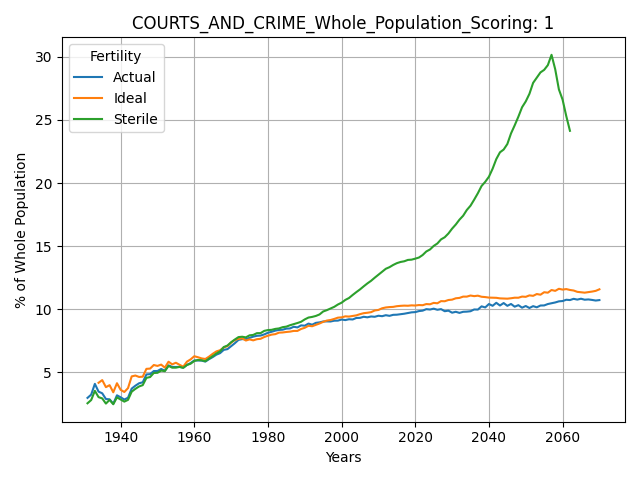 COURTS_AND_CRIME_Whole_Population_Scoring: 1
Fertility
Actual
Ideal
Sterile
% of Whole Population
30
25
20
15
10
5
1940 1960 1980 2000 2020 2040 2060
Years